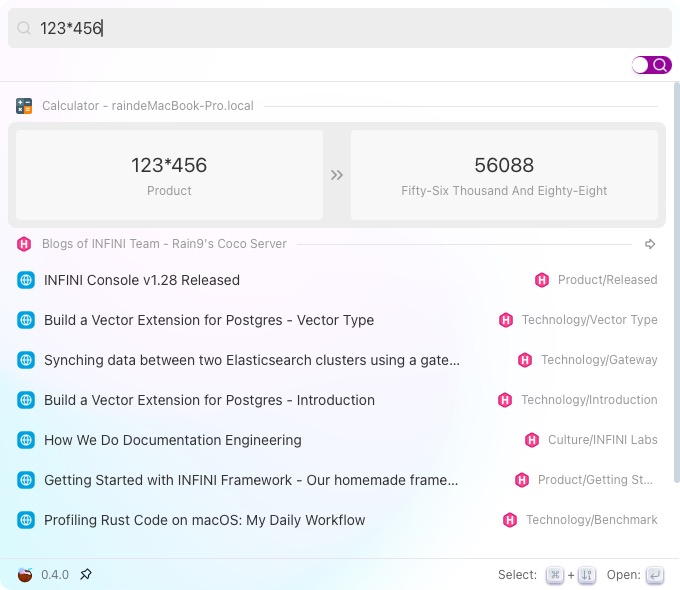 123*456
Calculator - raindeMacBook-Pro.local
123*456
Product
56088
Fifty-Six Thousand And Eighty-Eight
Blogs of INFINI Team - Rain9's Coco Server
INFINI Console v1.28 Released
Product/Released
Build a Vector Extension for Postgres - Vector Type
Technology/Vector Type
Synching data between two Elasticsearch clusters using a gate...
Technology/Gateway
Build a Vector Extension for Postgres - Introduction
Technology/Introduction
How We Do Documentation Engineering
Culture/INFINI Labs
Getting Started with INFINI Framework - Our homemade frame...
Product/Getting St...
Profiling Rust Code on macOS: My Daily Workflow
Technology/Benchmark
0.4.0
Select: ⌘ + ↓↑ Open: ↵